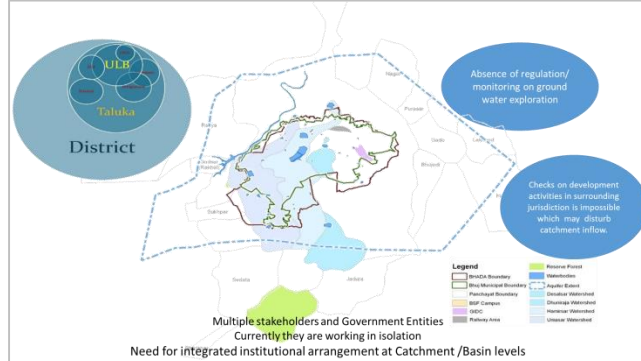 ULB
Taluka
District
Absence of regulation/
monitoring on ground
water exploration
Checks on development
activities in surrounding
jurisdiction is impossible
which may disturb
catchment inflow.
Nagor
Bhujodi
Sukhpar
Jadura
Legend
BHADA Boundary
Bhuj Municipal Boundary
Panchayat Boundary
BSF Campus
GIDC
Railway Area
Reserve Forest
Waterbodies
Aquifer Extent
Desalsar Watershed
Dhuniaja Watershed
Hamirsar Watershed
Umasar Watershed
Multiple stakeholders and Government Entities
Currently they are working in isolation
Need for integrated institutional arrangement at Catchment /Basin levels